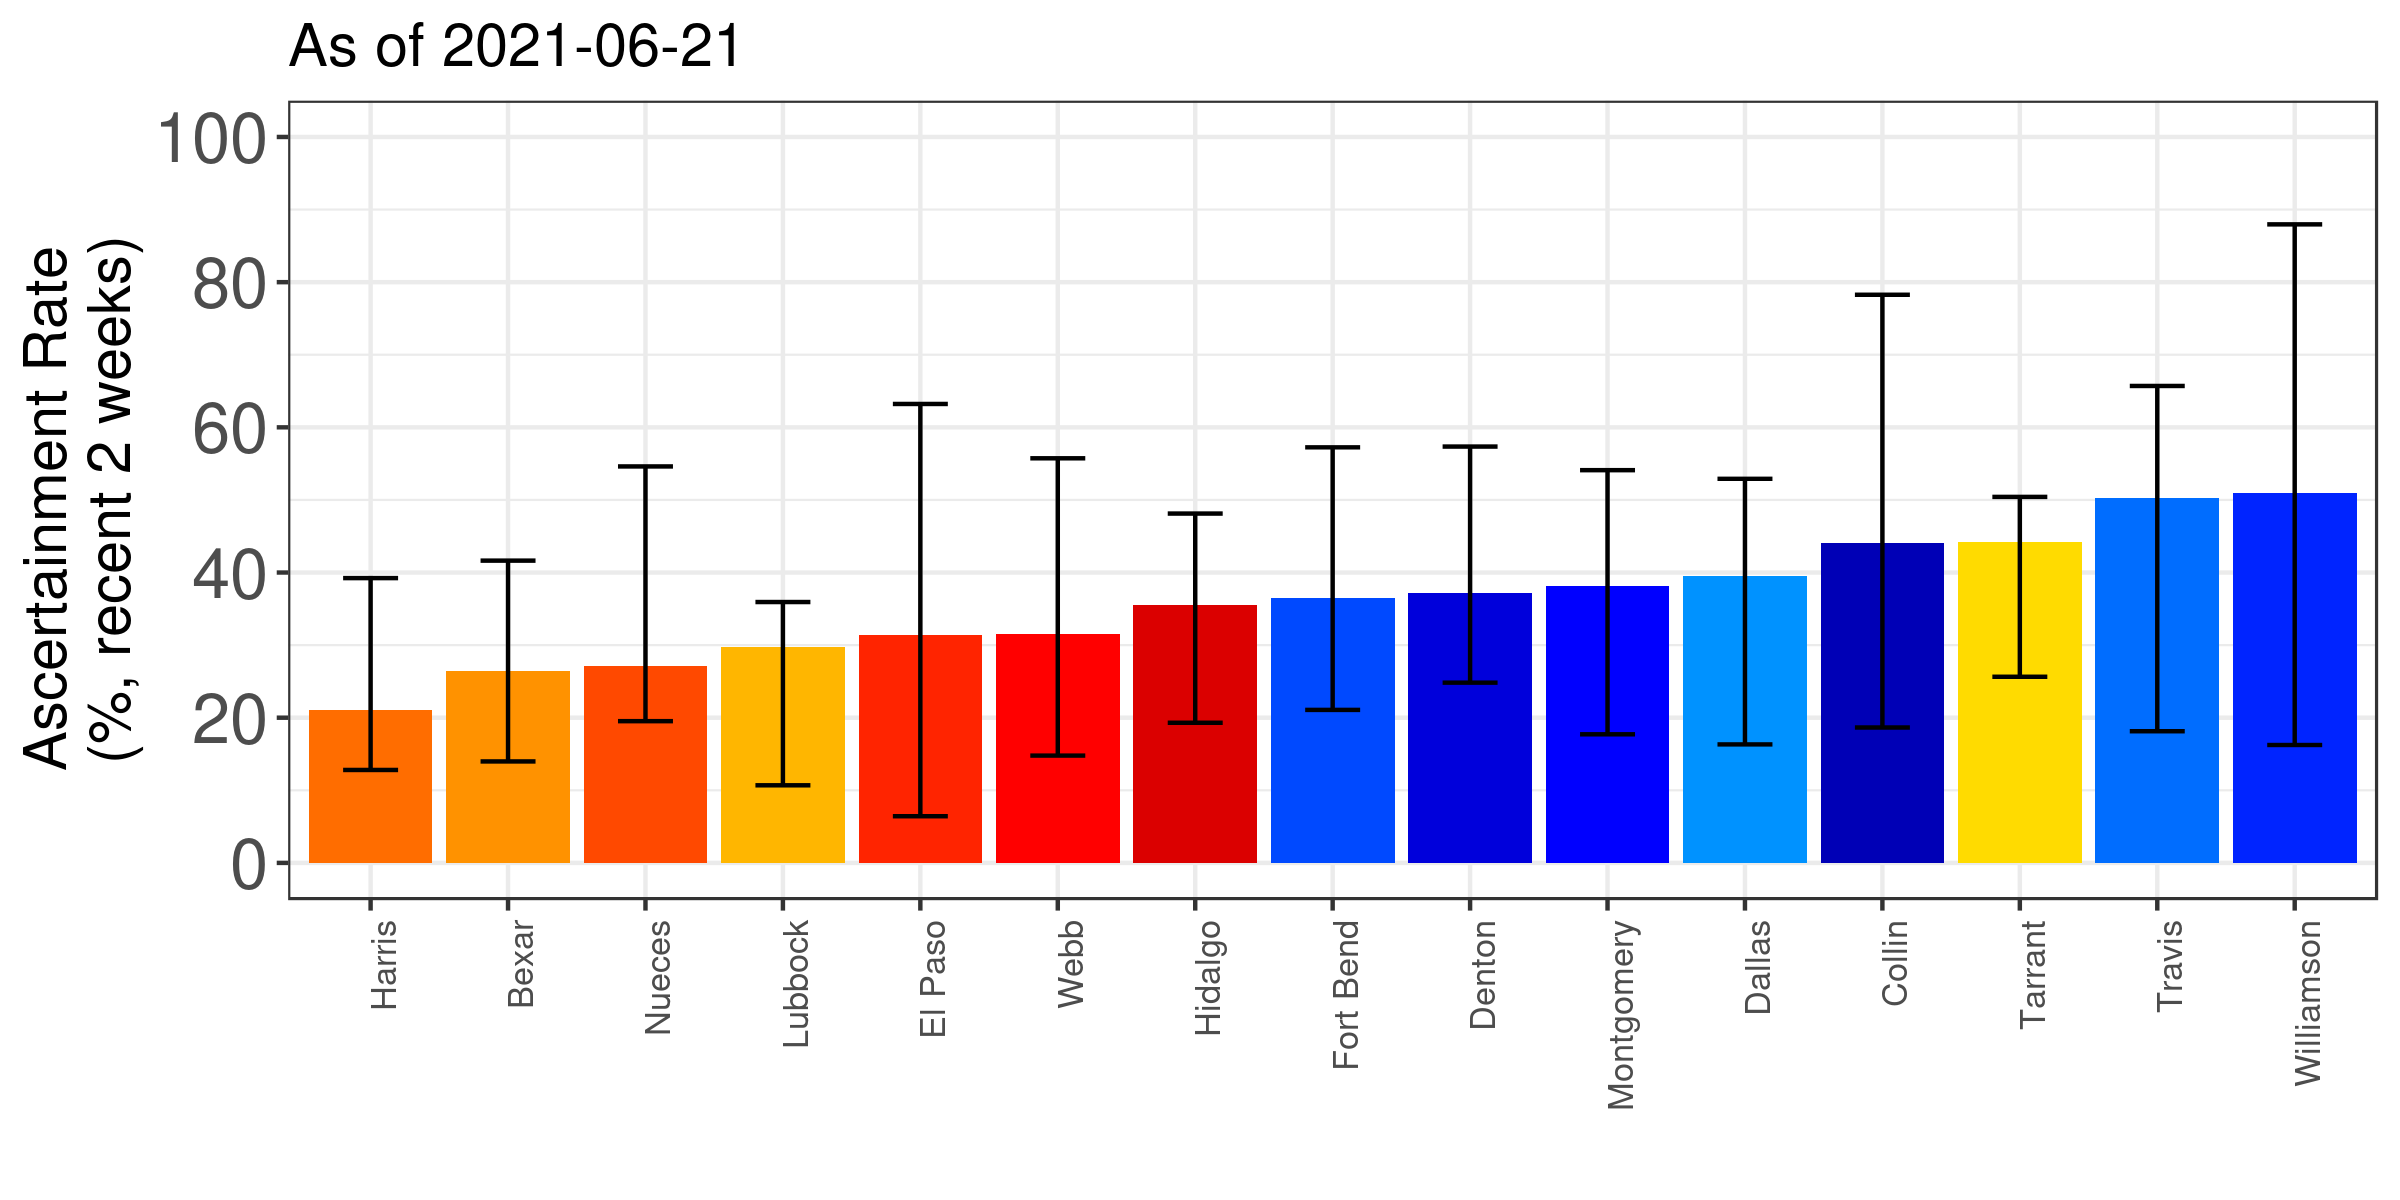 As of 2021-06-21
Ascertainment Rate
(%, recent 2 weeks)
100
80
60
40
20
0
Harris
Bexar
Nueces
Lubbock
El Paso
Webb
Hidalgo
Fort Bend
Denton
Montgomery
Dallas
Collin
Tarrant
Travis
Williamson